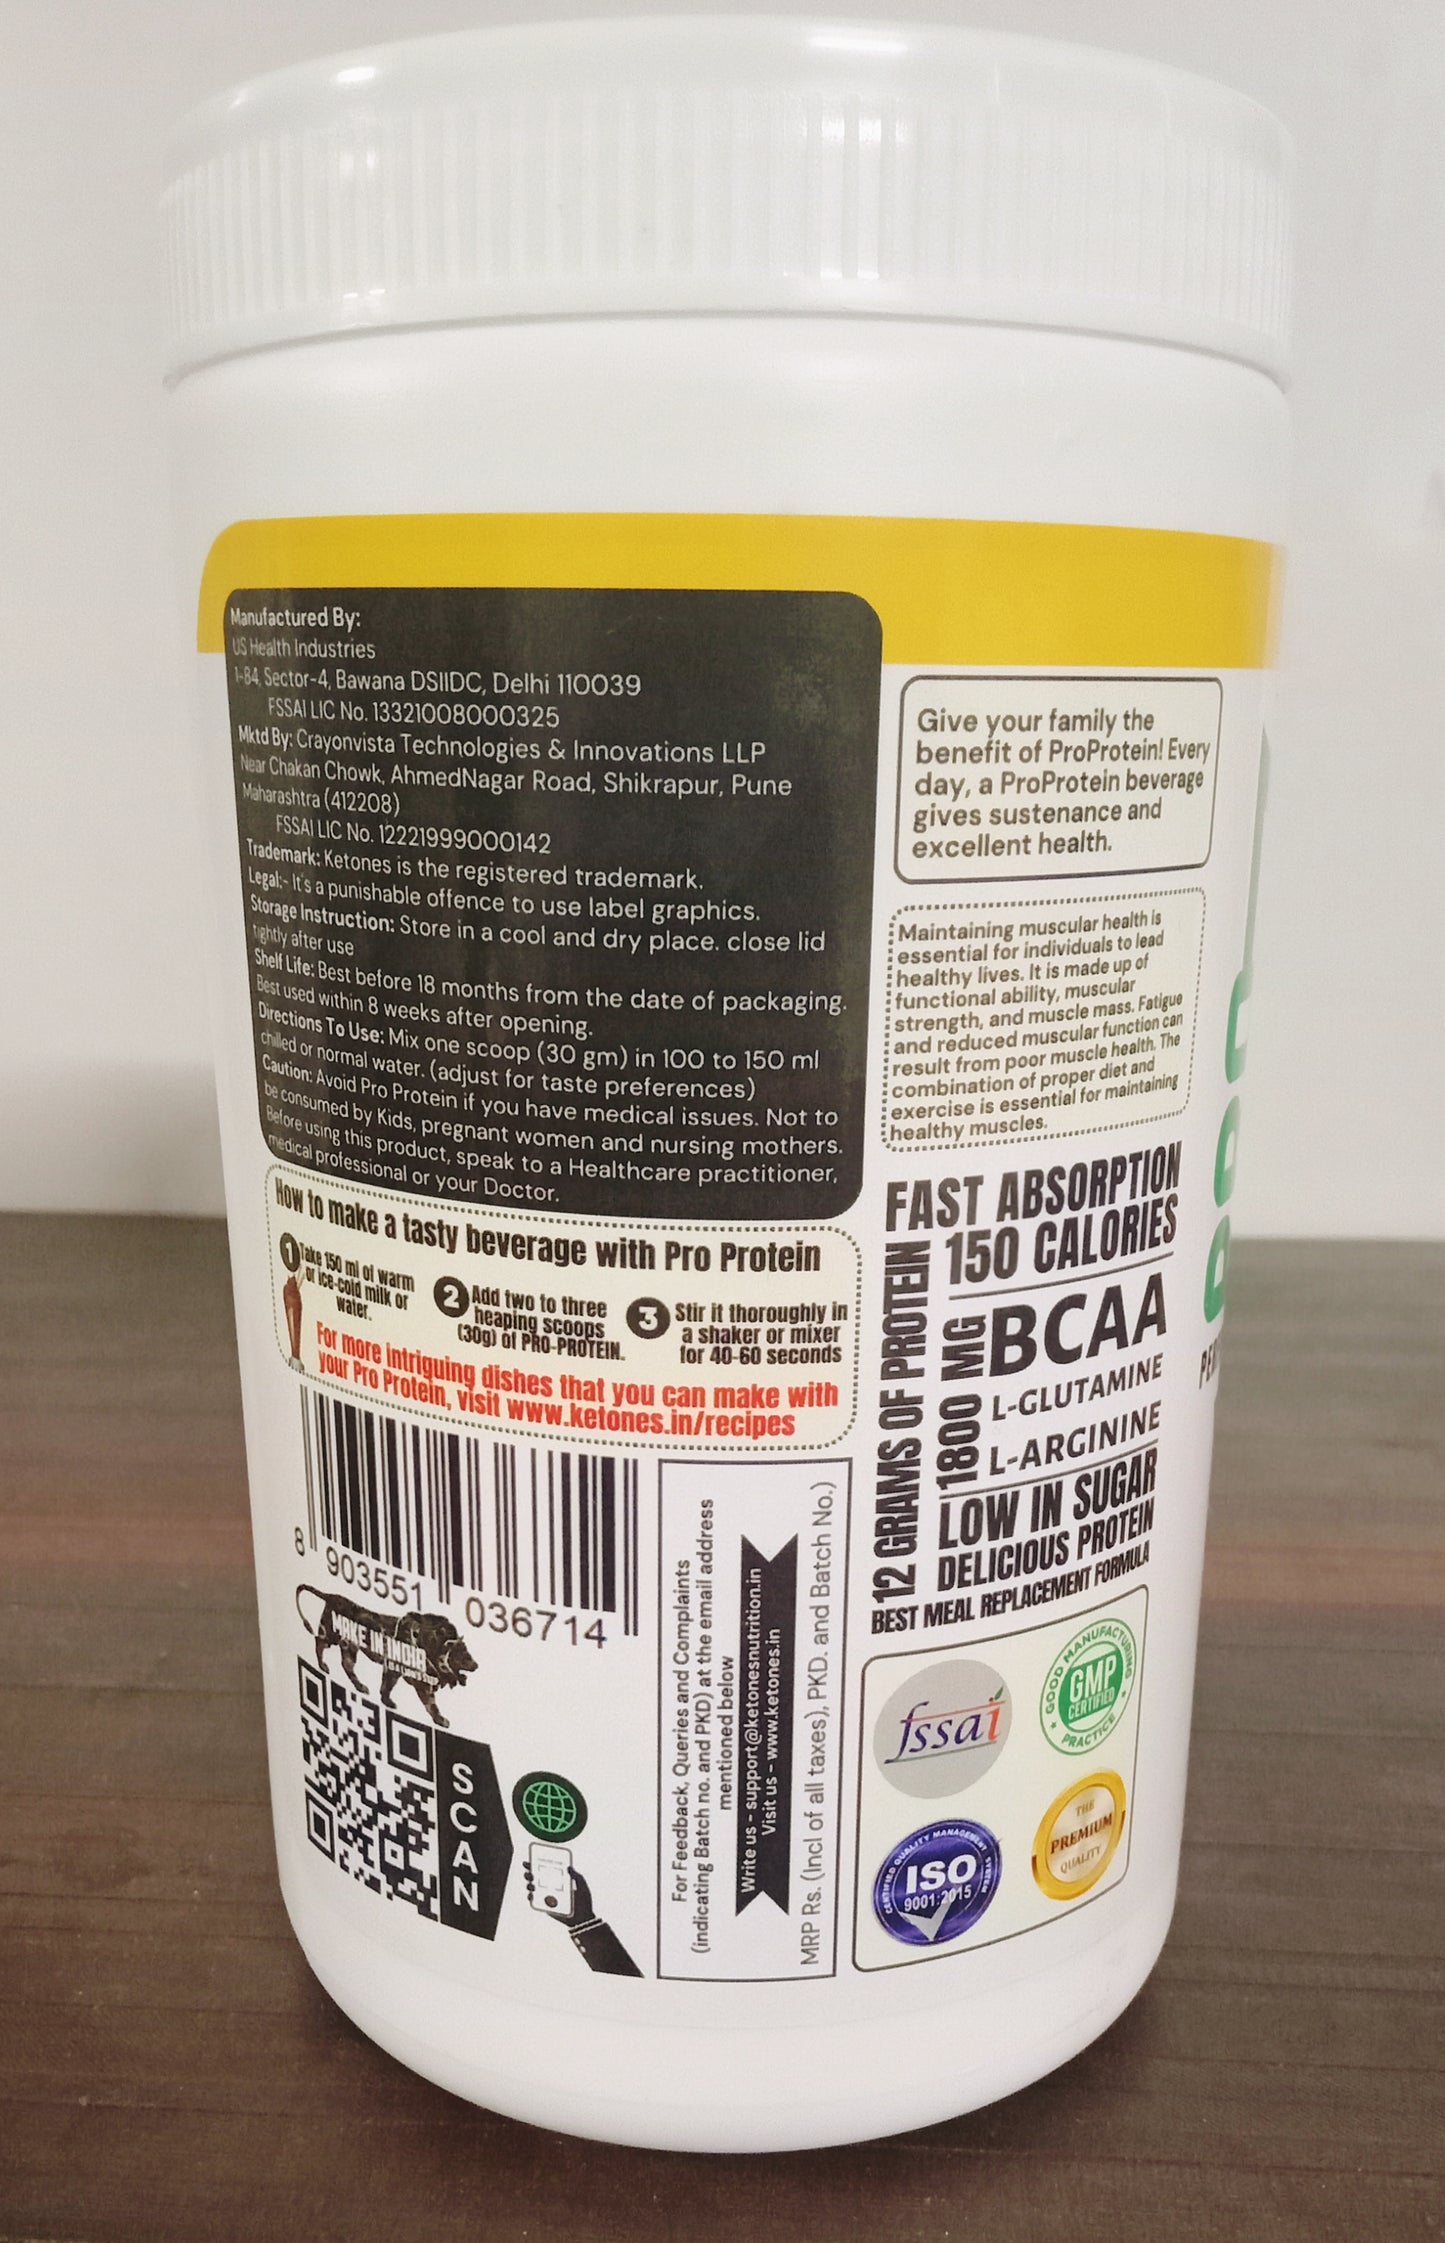 Manufactured By:
US Health Industries
1-84, Sector-4, Bawana DSIIDC, Delhi 110039
FSSAI LIC No. 13321008000325
Mktd By: Crayonvista Technologies & Innovations LLP
Near Chakan Chowk, AhmedNagar Road, Shikrapur, Pune
Maharashtra (412208)
FSSAI LIC No. 12221999000142
Trademark: Ketones is the registered trademark.
Legal:- It's a punishable offence to use label graphics.
Storage Instruction: Store in a cool and dry place. close lid
tightly after use
Shelf Life: Best before 18 months from the date of packaging.
Best used within 8 weeks after opening.
Directions To Use: Mix one scoop (30 gm) in 100 to 150 ml
chilled or normal water. (adjust for taste preferences)
Caution: Avoid Pro Protein if you have medical issues. Not to
be consumed by Kids, pregnant women and nursing mothers.
Before using this product, speak to a Healthcare practitioner,
medical professional or your Doctor.
How to make a tasty beverage with Pro Protein
1 Take 150 ml of warm
or ice-cold milk or
water.
2 Add two to three
heaping scoops
(30g) of PRO-PROTEIN.
3 Stir it thoroughly in
a shaker or mixer
for 40-60 seconds
For more intriguing dishes that you can make with
your Pro Protein, visit www.ketones.in/recipes
8 903551 036714
MAKE IN INDIA
SCAN
For Feedback, Queries and Complaints
(indicating Batch no. and PKD) at the email address
mentioned below
Write us - support@ketonesnutrition.in
Visit us - www.ketones.in
MRP Rs. (Incl of all taxes), PKD. and Batch No.)
Give your family the
benefit of ProProtein! Every
day, a ProProtein beverage
gives sustenance and
excellent health.
Maintaining muscular health is
essential for individuals to lead
healthy lives. It is made up of
functional ability, muscular
strength, and muscle mass. Fatigue
and reduced muscular function can
result from poor muscle health. The
combination of proper diet and
exercise is essential for maintaining
healthy muscles.
FAST ABSORPTION
150 CALORIES
12 GRAMS OF PROTEIN
1800 MG
BCAA
L-GLUTAMINE
L-ARGININE
LOW IN SUGAR
DELICIOUS PROTEIN
BEST MEAL REPLACEMENT FORMULA
fssai
GOOD MANUFACTURING
GMP
CERTIFIED
PRACTICE
CERTIFIED QUALITY MANAGEMENT SYSTEM
ISO
9001:2015
THE
PREMIUM
QUALITY